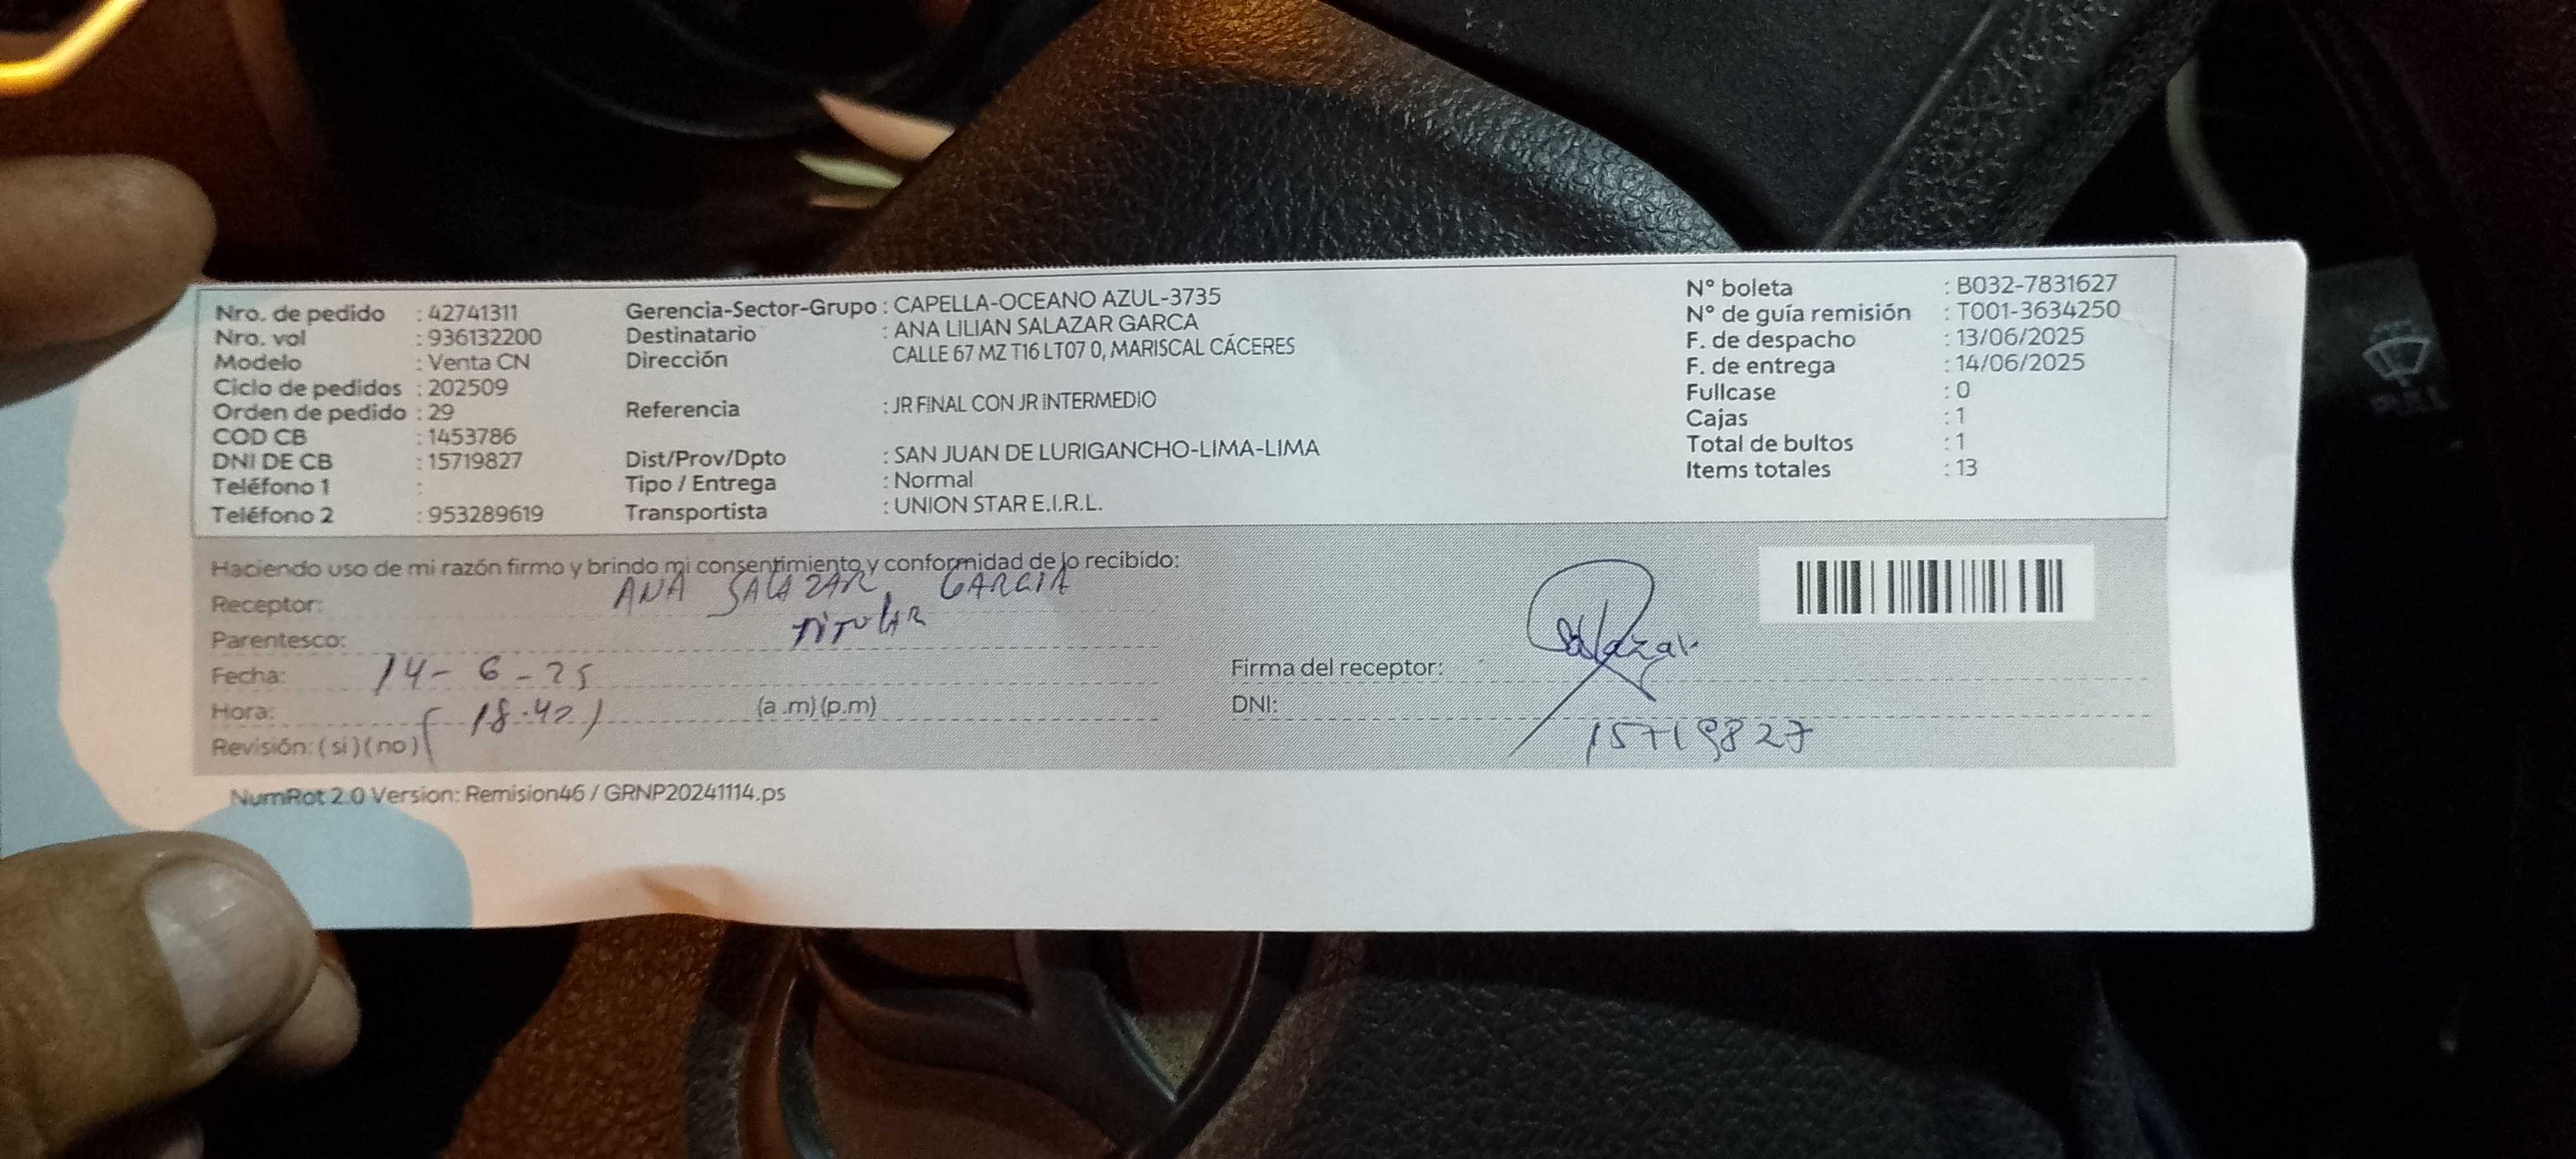 Nro. de pedido : 42741311
Nro. vol : 936132200
Modelo : Venta CN
Ciclo de pedidos : 202509
Orden de pedido : 29
COD CB : 1453786
DNI DE CB : 15719827
Teléfono 1 :
Teléfono 2 : 953289619
Gerencia-Sector-Grupo : CAPELLA-OCEANO AZUL-3735
Destinatario : ANA LILIAN SALAZAR GARCA
Dirección CALLE 67 MZ T16 LT07 0, MARISCAL CÁCERES
Referencia : JR FINAL CON JR INTERMEDIO
Dist/Prov/Dpto : SAN JUAN DE LURIGANCHO-LIMA-LIMA
Tipo / Entrega : Normal
Transportista : UNION STAR E.I.R.L.
N° boleta : B032-7831627
N° de guía remisión : T001-3634250
F. de despacho : 13/06/2025
F. de entrega : 14/06/2025
Fullcase : 0
Cajas : 1
Total de bultos : 1
Items totales : 13
Haciendo uso de mi razón firmo y brindo mi consentimiento y conformidad de lo recibido:
Receptor: ANA SALAZAR GARCIA
Parentesco: TITULAR
Fecha: 14-6-25
Hora: (18.42) (a .m) (p.m)
Revisión: ( si ) ( no )
Firma del receptor: Salazar
DNI: 15719827
NumRot 2.0 Version: Remision46 / GRNP20241114.ps
PULL